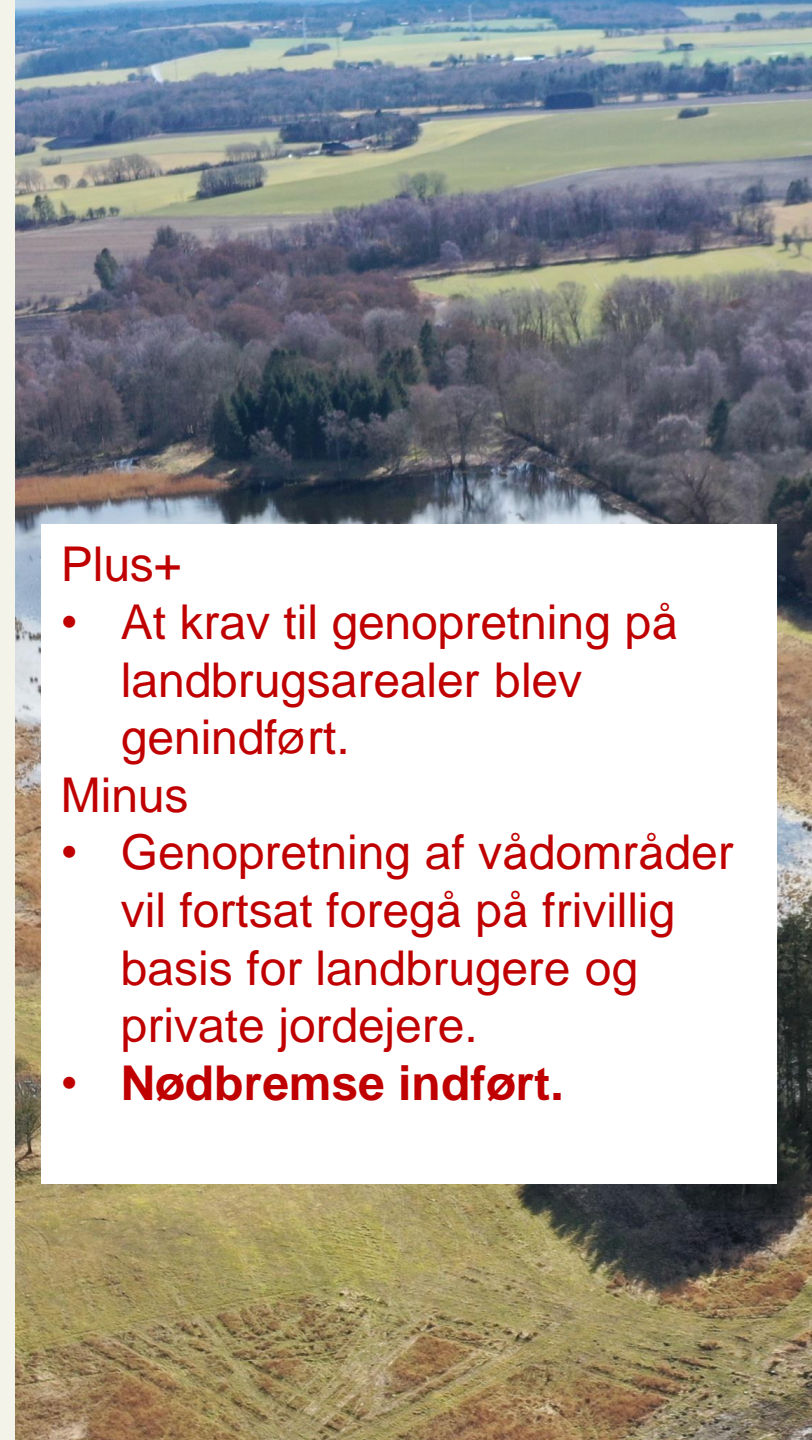 Plus+
• At krav til genopretning på
landbrugsarealer blev
genindført.
Minus
• Genopretning af vådområder
vil fortsat foregå på frivillig
basis for landbrugere og
private jordejere.
• Nødbremse indført.